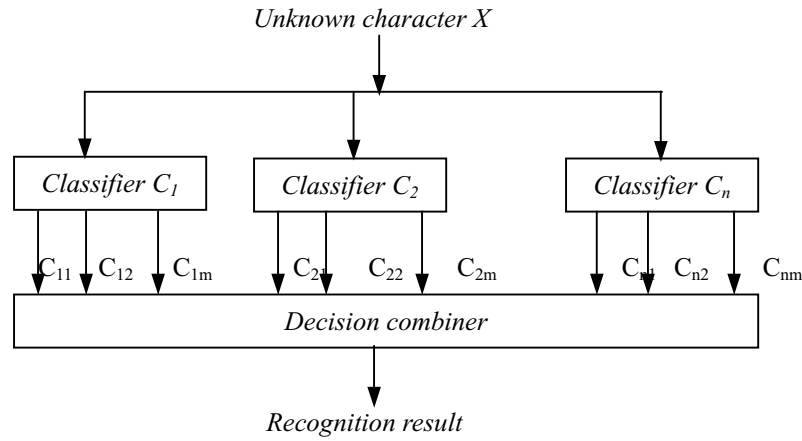 Unknown character X
Classifier C₁ Classifier C₂ Classifier Cₙ
C₁₁ C₁₂ C₁ₘ C₂₁ C₂₂ C₂ₘ Cₙ₁ Cₙ₂ Cₙₘ
Decision combiner
Recognition result